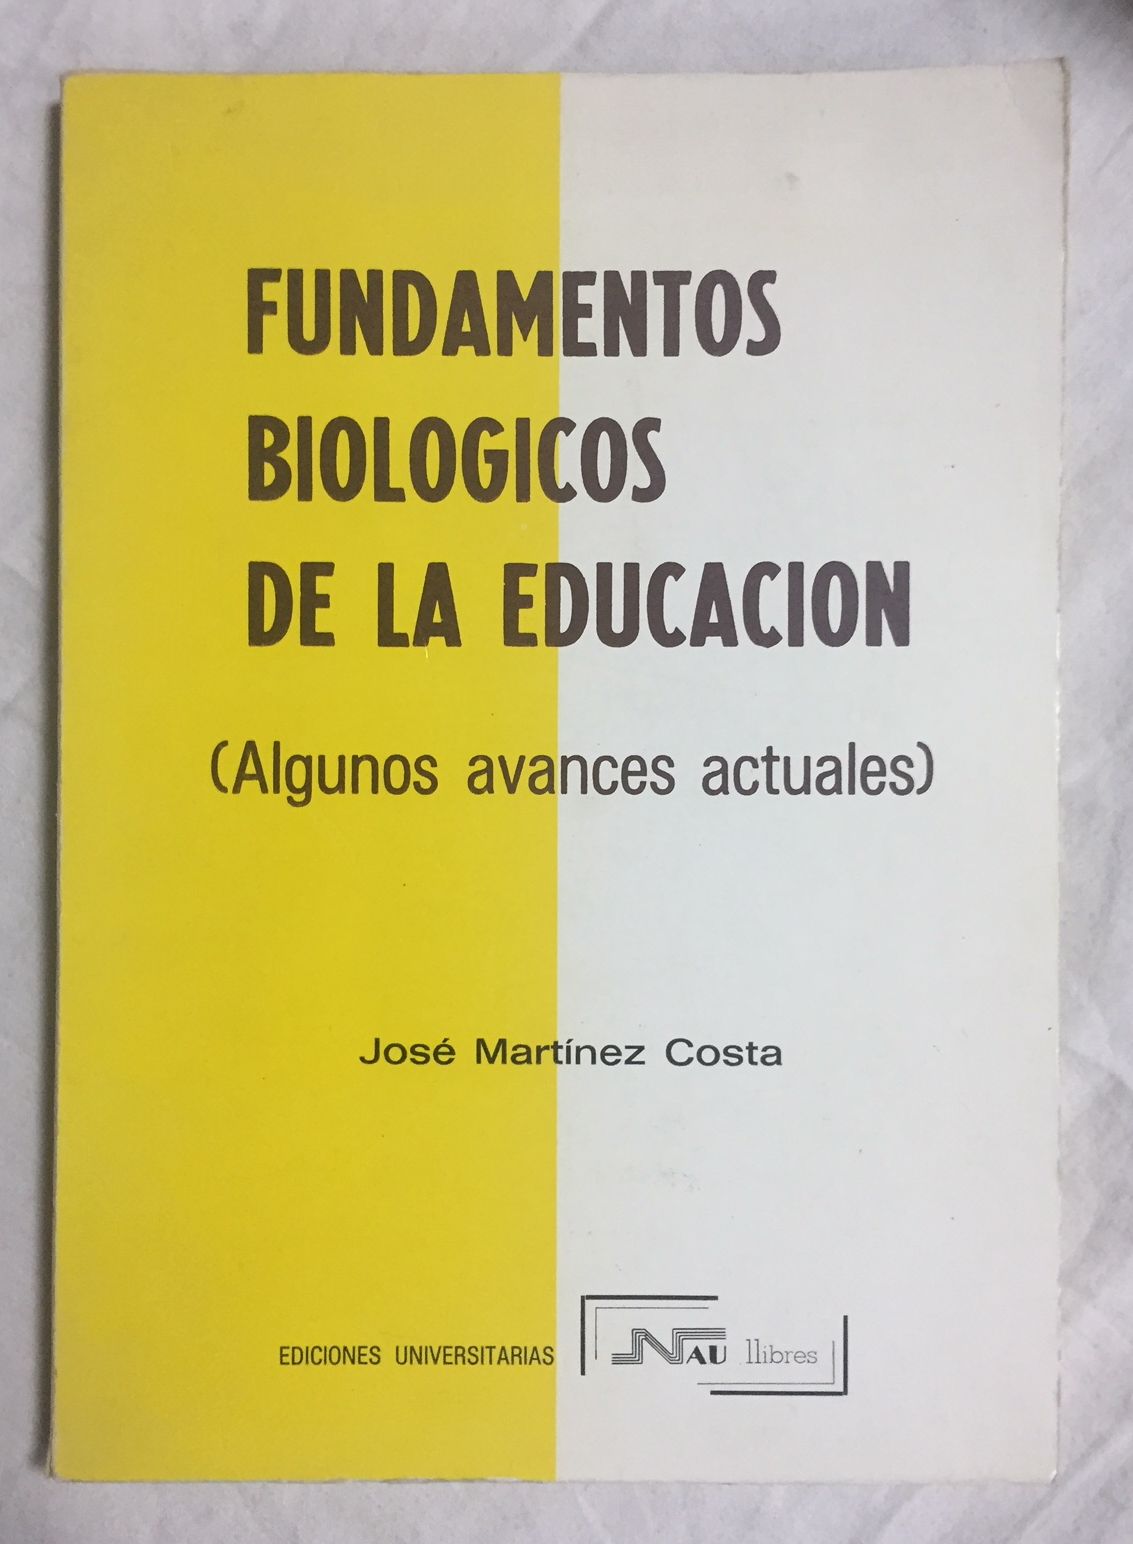 FUNDAMENTOS
BIOLOGICOS
DE LA EDUCACION
(Algunos avances actuales)
José Martínez Costa
EDICIONES UNIVERSITARIAS NAU llibres